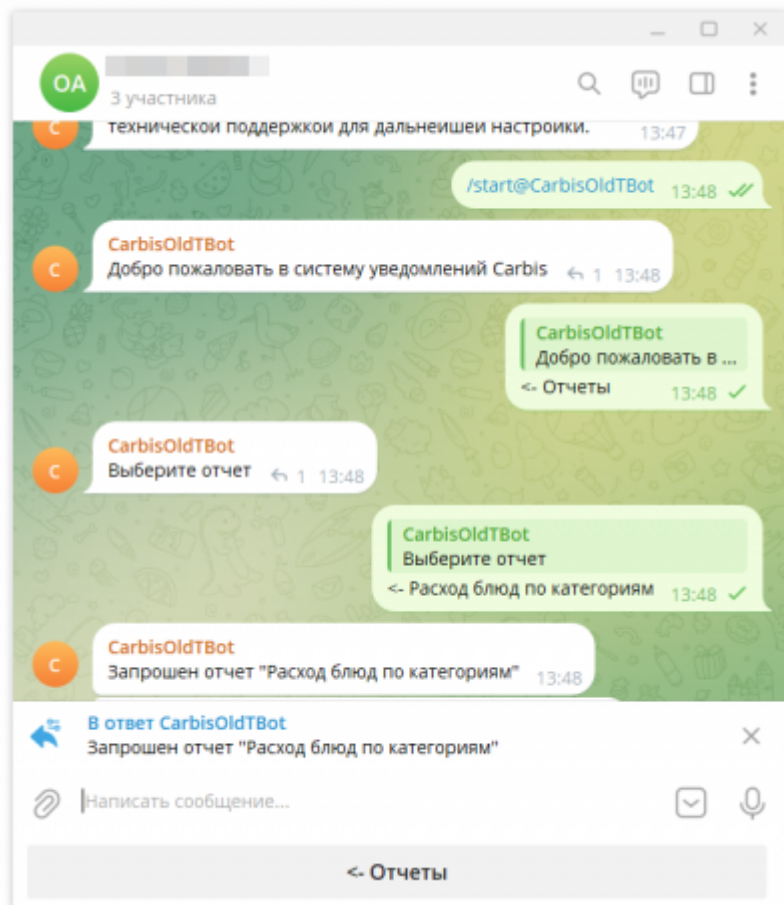 OA
3 участника
технической поддержкой для дальнейшей настройки. 13:47
/start@CarbisOldTBot 13:48
CarbisOldTBot
C
Добро пожаловать в систему уведомлений Carbis 1 13:48
CarbisOldTBot
Добро пожаловать в ...
<- Отчеты 13:48
CarbisOldTBot
C
Выберите отчет 1 13:48
CarbisOldTBot
Выберите отчет
<- Расход блюд по категориям 13:48
CarbisOldTBot
C
Запрошен отчет "Расход блюд по категориям" 13:48
В ответ CarbisOldTBot
Запрошен отчет "Расход блюд по категориям"
Написать сообщение...
<- Отчеты